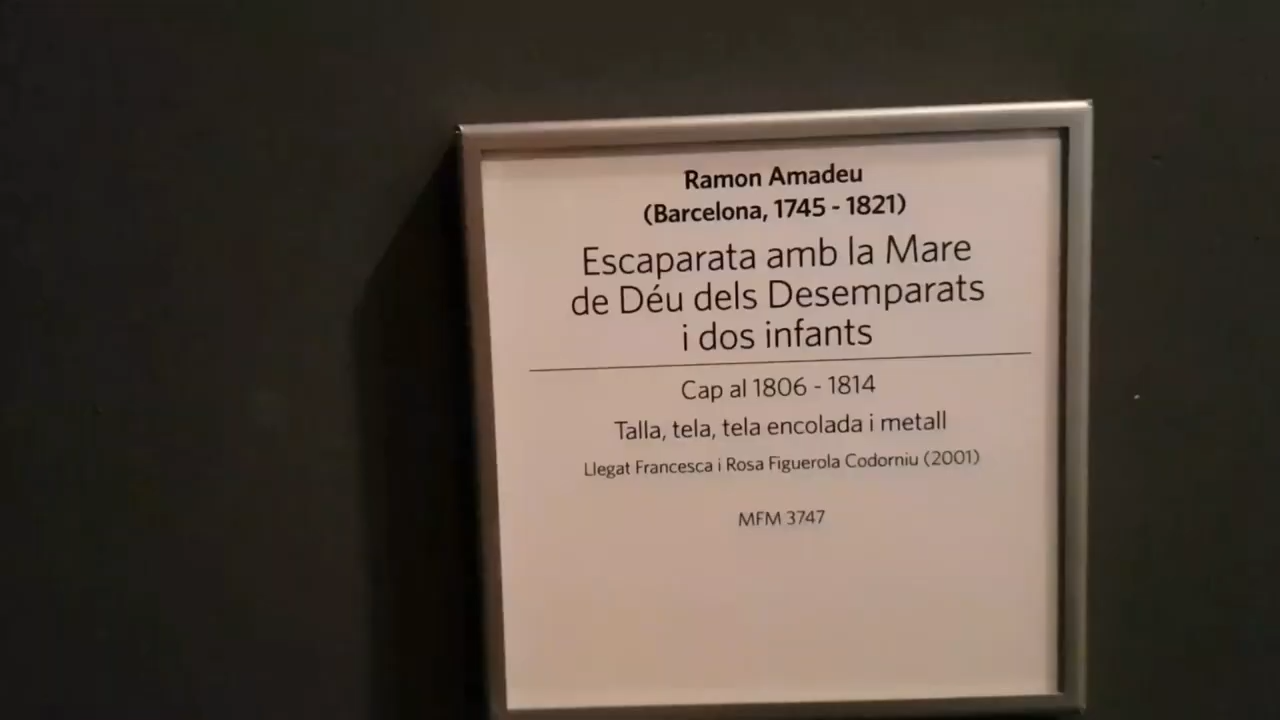 Ramon Amadeu
(Barcelona, 1745 - 1821)
Escaparata amb la Mare
de Déu dels Desemparats
i dos infants
Cap al 1806 - 1814
Talla, tela, tela encolada i metall
Llegat Francesca i Rosa Figuerola Codorniu (2001)
MFM 3747